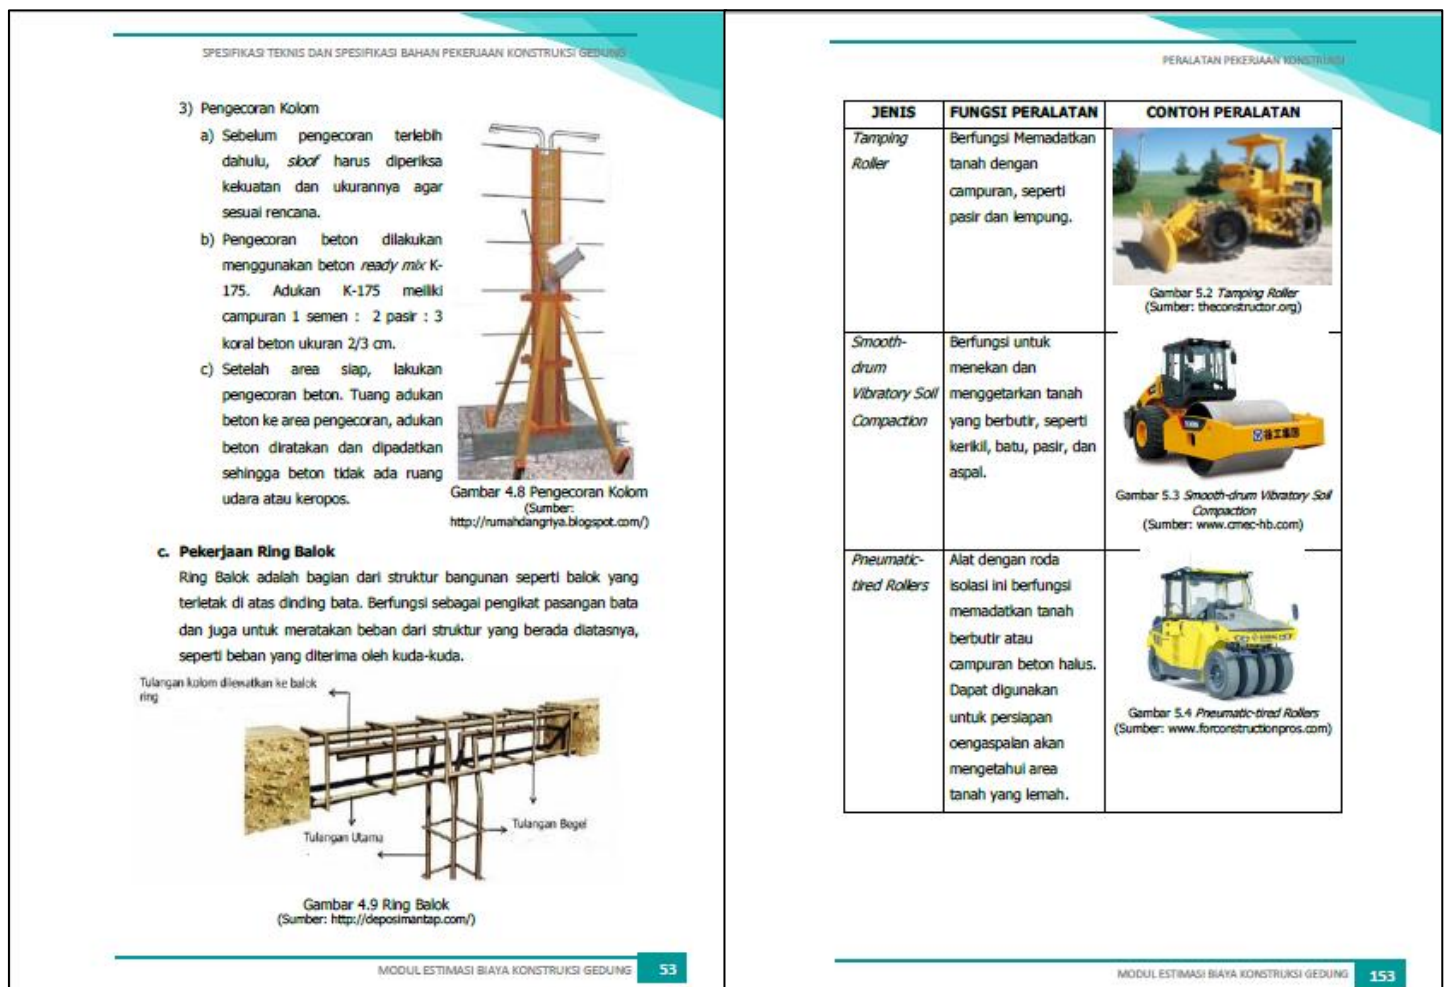 SPESIFIKASI TEKNIS DAN SPESIFIKASI BAHAN PEKERJAAN KONSTRUKSI GEDUNG
3) Pengecoran Kolom
a) Sebelum pengecoran terlebih
dahulu, sloof harus diperiksa
kekuatan dan ukurannya agar
sesuai rencana.
b) Pengecoran beton dilakukan
menggunakan beton ready mix K-
175. Adukan K-175 meiliki
campuran 1 semen : 2 pasir : 3
koral beton ukuran 2/3 cm.
c) Setelah area siap, lakukan
pengecoran beton. Tuang adukan
beton ke area pengecoran, adukan
beton diratakan dan dipadatkan
sehingga beton tidak ada ruang
udara atau keropos.
Gambar 4.8 Pengecoran Kolom
(Sumber:
http://rumahdangriya.blogspot.com/)
c. Pekerjaan Ring Balok
Ring Balok adalah bagian dari struktur bangunan seperti balok yang
terletak di atas dinding bata. Berfungsi sebagai pengikat pasangan bata
dan juga untuk meratakan beban dari struktur yang berada diatasnya,
seperti beban yang diterima oleh kuda-kuda.
Tulangan kolom dilewatkan ke balok
ring
Tulangan Utama
Tulangan Begel
Gambar 4.9 Ring Balok
(Sumber: http://deposimantap.com/)
MODUL ESTIMASI BIAYA KONSTRUKSI GEDUNG 53
PERALATAN PEKERJAAN KONSTRUKSI
JENIS FUNGSI PERALATAN CONTOH PERALATAN
Tamping
Roller
Berfungsi Memadatkan
tanah dengan
campuran, seperti
pasir dan lempung.
Gambar 5.2 Tamping Roller
(Sumber: theconstructor.org)
Smooth-
drum
Vibratory Soil
Compaction
Berfungsi untuk
menekan dan
menggetarkan tanah
yang berbutir, seperti
kerikil, batu, pasir, dan
aspal.
徐工集团
Gambar 5.3 Smooth-drum Vibratory Soil
Compaction
(Sumber: www.cmec-hb.com)
Pneumatic-
tired Rollers
Alat dengan roda
isolasi ini berfungsi
memadatkan tanah
berbutir atau
campuran beton halus.
Dapat digunakan
untuk persiapan
oengaspalan akan
mengetahui area
tanah yang lemah.
Gambar 5.4 Pneumatic-tired Rollers
(Sumber: www.forconstructionpros.com)
MODUL ESTIMASI BIAYA KONSTRUKSI GEDUNG 153